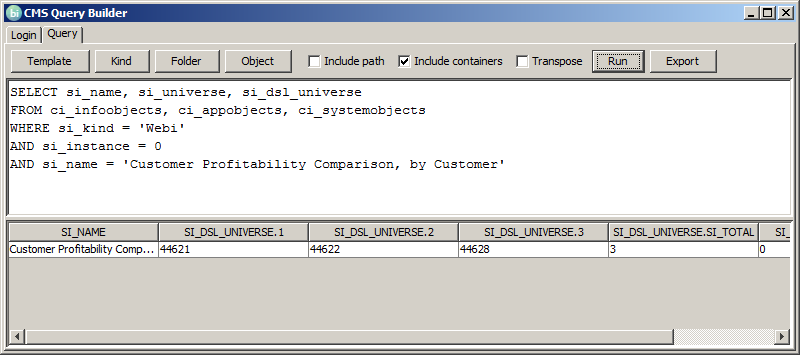 bi CMS Query Builder
Login Query
Template Kind Folder Object Include path Include containers Transpose Run Export
SELECT si_name, si_universe, si_dsl_universe
FROM ci_infoobjects, ci_appobjects, ci_systemobjects
WHERE si_kind = 'Webi'
AND si_instance = 0
AND si_name = 'Customer Profitability Comparison, by Customer'
SI_NAME SI_DSL_UNIVERSE.1 SI_DSL_UNIVERSE.2 SI_DSL_UNIVERSE.3 SI_DSL_UNIVERSE.SI_TOTAL SI_
Customer Profitability Comp... 44621 44622 44628 3 0